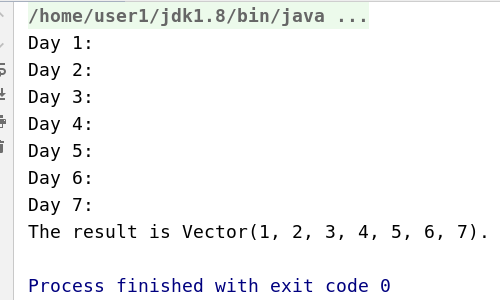 /home/user1/jdk1.8/bin/java ...
Day 1:
Day 2:
Day 3:
Day 4:
Day 5:
Day 6:
Day 7:
The result is Vector(1, 2, 3, 4, 5, 6, 7).
Process finished with exit code 0